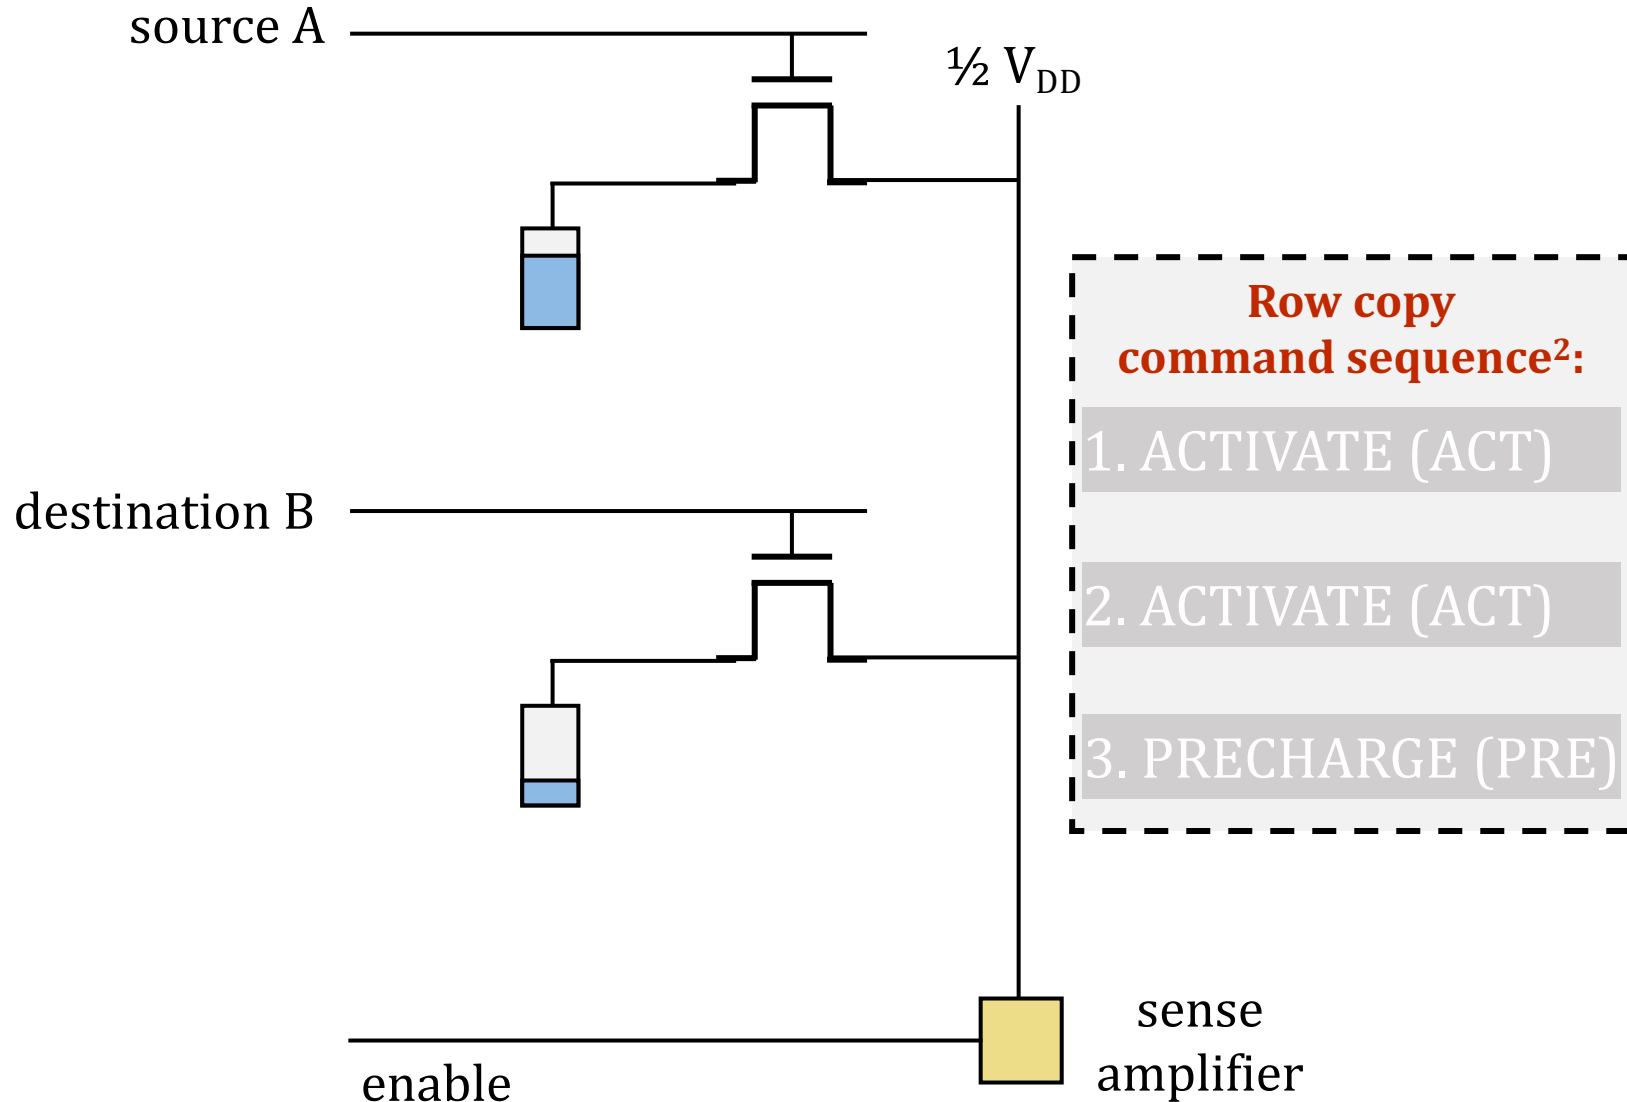 source A
½ V_DD
Row copy
command sequence²:
1. ACTIVATE (ACT)
destination B
2. ACTIVATE (ACT)
3. PRECHARGE (PRE)
sense
amplifier
enable